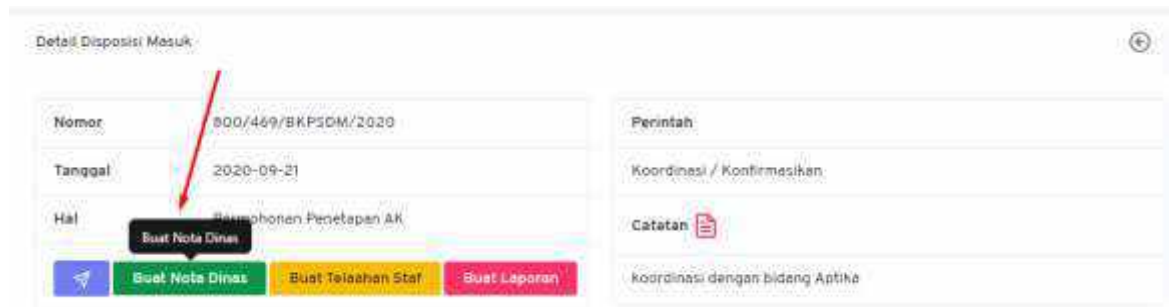 Detail Disposisi Masuk
Nomor 800/469/BKPSDM/2020
Tanggal 2020-09-21
Hal Penetapan AK
Buat Nota Dinas
Buat Nota Dinas Buat Telaahan Staf Buat Laporan
Perintah
Koordinasi / Konfirmasikan
Catatan
koordinasi dengan bidang Aptika